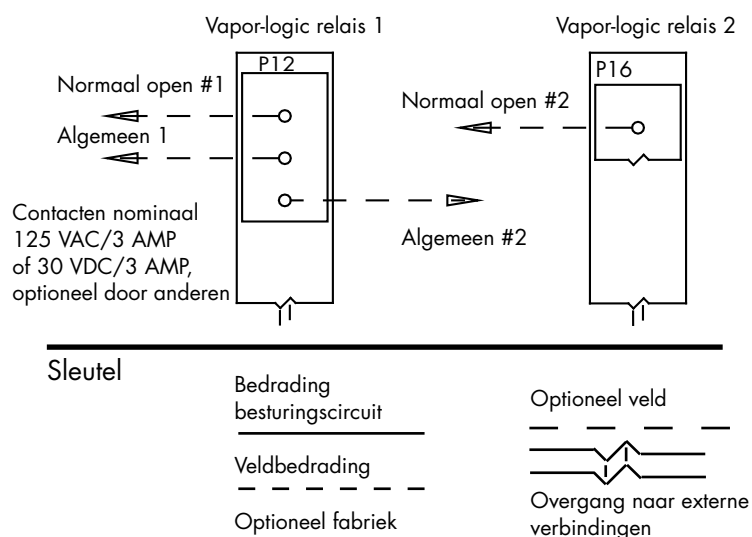 Vapor-logic relais 1
Vapor-logic relais 2
P12
P16
Normaal open #1
Normaal open #2
Algemeen 1
Algemeen #2
Contacten nominaal
125 VAC/3 AMP
of 30 VDC/3 AMP,
optioneel door anderen
Sleutel
Bedrading
besturingscircuit
Veldbedrading
Optioneel fabriek
Optioneel veld
Overgang naar externe
verbindingen